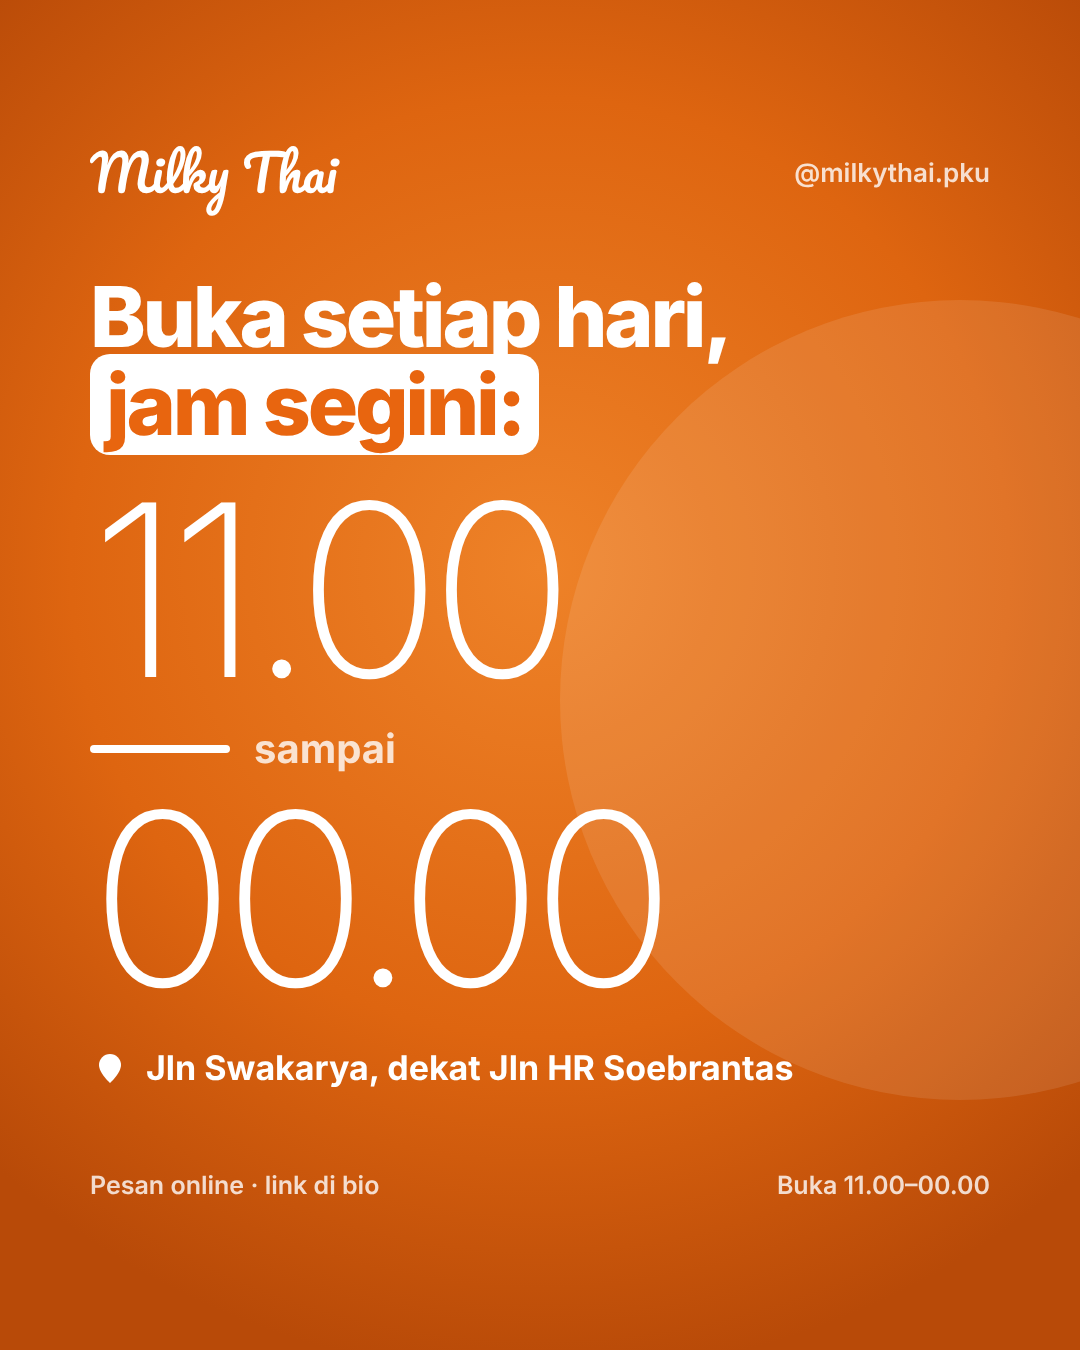 Milky Thai
@milkythai.pku
Buka setiap hari,
jam segini:
11.00
sampai
00.00
Jln Swakarya, dekat Jln HR Soebrantas
Pesan online · link di bio
Buka 11.00–00.00